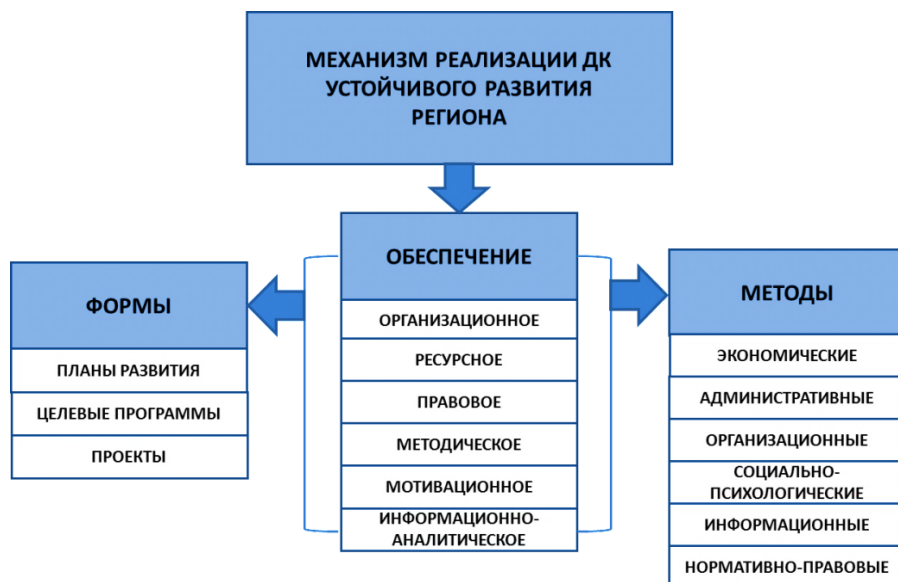 МЕХАНИЗМ РЕАЛИЗАЦИИ ДК
УСТОЙЧИВОГО РАЗВИТИЯ
РЕГИОНА
ФОРМЫ
ПЛАНЫ РАЗВИТИЯ
ЦЕЛЕВЫЕ ПРОГРАММЫ
ПРОЕКТЫ
ОБЕСПЕЧЕНИЕ
ОРГАНИЗАЦИОННОЕ
РЕСУРСНОЕ
ПРАВОВОЕ
МЕТОДИЧЕСКОЕ
МОТИВАЦИОННОЕ
ИНФОРМАЦИОННО-
АНАЛИТИЧЕСКОЕ
МЕТОДЫ
ЭКОНОМИЧЕСКИЕ
АДМИНИСТРАТИВНЫЕ
ОРГАНИЗАЦИОННЫЕ
СОЦИАЛЬНО-
ПСИХОЛОГИЧЕСКИЕ
ИНФОРМАЦИОННЫЕ
НОРМАТИВНО-ПРАВОВЫЕ